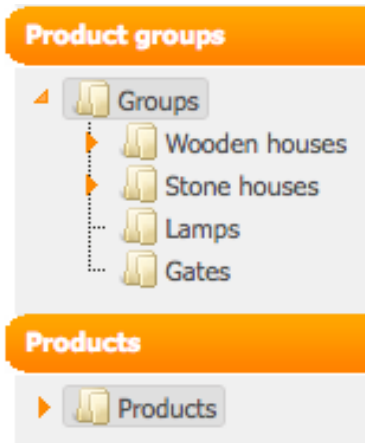 Product groups
Groups
Wooden houses
Stone houses
Lamps
Gates
Products
Products